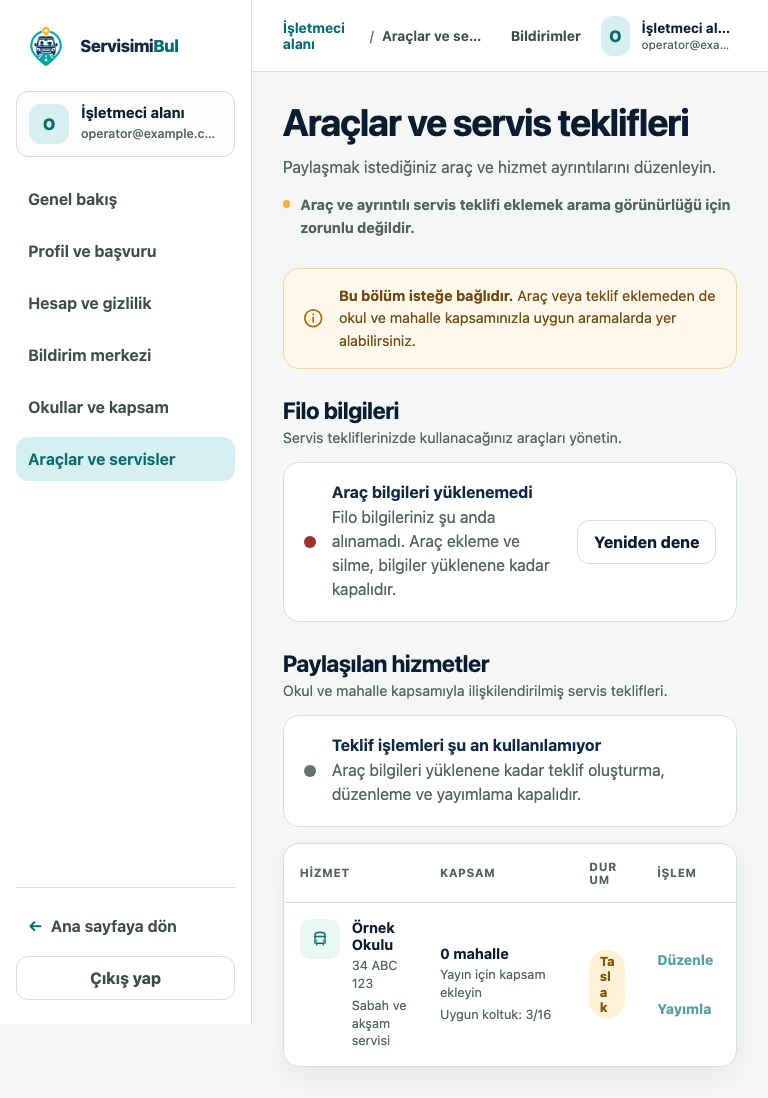 ServisimiBul
O
İşletmeci alanı
operator@example.c...
Genel bakış
Profil ve başvuru
Hesap ve gizlilik
Bildirim merkezi
Okullar ve kapsam
Araçlar ve servisler
← Ana sayfaya dön
Çıkış yap
İşletmeci
alanı
/ Araçlar ve se...
Bildirimler
O
İşletmeci al...
operator@exa...
Araçlar ve servis teklifleri
Paylaşmak istediğiniz araç ve hizmet ayrıntılarını düzenleyin.
Araç ve ayrıntılı servis teklifi eklemek arama görünürlüğü için
zorunlu değildir.
Bu bölüm isteğe bağlıdır. Araç veya teklif eklemeden de
okul ve mahalle kapsamınızla uygun aramalarda yer
alabilirsiniz.
Filo bilgileri
Servis tekliflerinizde kullanacağınız araçları yönetin.
Araç bilgileri yüklenemedi
Filo bilgileriniz şu anda
alınamadı. Araç ekleme ve
silme, bilgiler yüklenene kadar
kapalıdır.
Yeniden dene
Paylaşılan hizmetler
Okul ve mahalle kapsamıyla ilişkilendirilmiş servis teklifleri.
Teklif işlemleri şu an kullanılamıyor
Araç bilgileri yüklenene kadar teklif oluşturma,
düzenleme ve yayımlama kapalıdır.
HİZMET
KAPSAM
DUR
UM
İŞLEM
Örnek
Okulu
34 ABC
123
Sabah ve
akşam
servisi
0 mahalle
Yayın için kapsam
ekleyin
Uygun koltuk: 3/16
Ta
sl
a
k
Düzenle
Yayımla